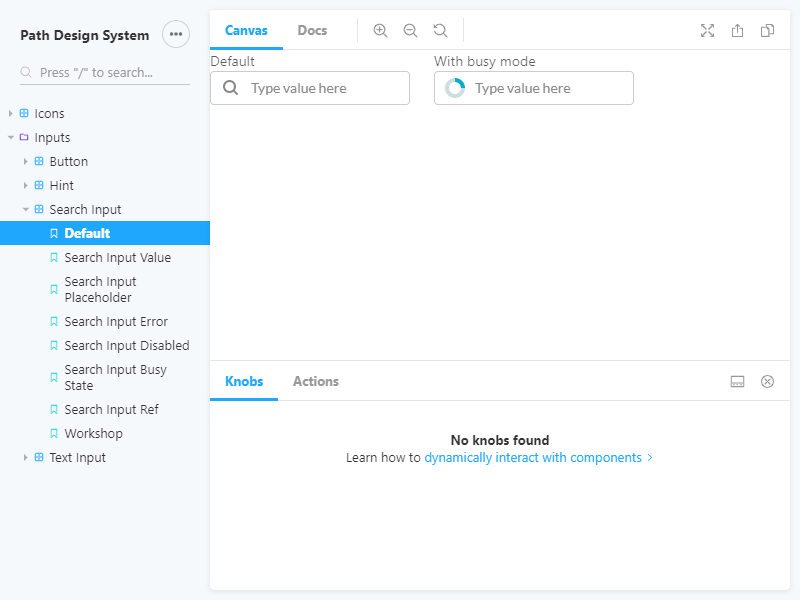 Path Design System
Press "/" to search...
Icons
Inputs
Button
Hint
Search Input
Default
Search Input Value
Search Input
Placeholder
Search Input Error
Search Input Disabled
Search Input Busy
State
Search Input Ref
Workshop
Text Input
Canvas
Docs
Default
With busy mode
Type value here
Type value here
Knobs
Actions
No knobs found
Learn how to dynamically interact with components